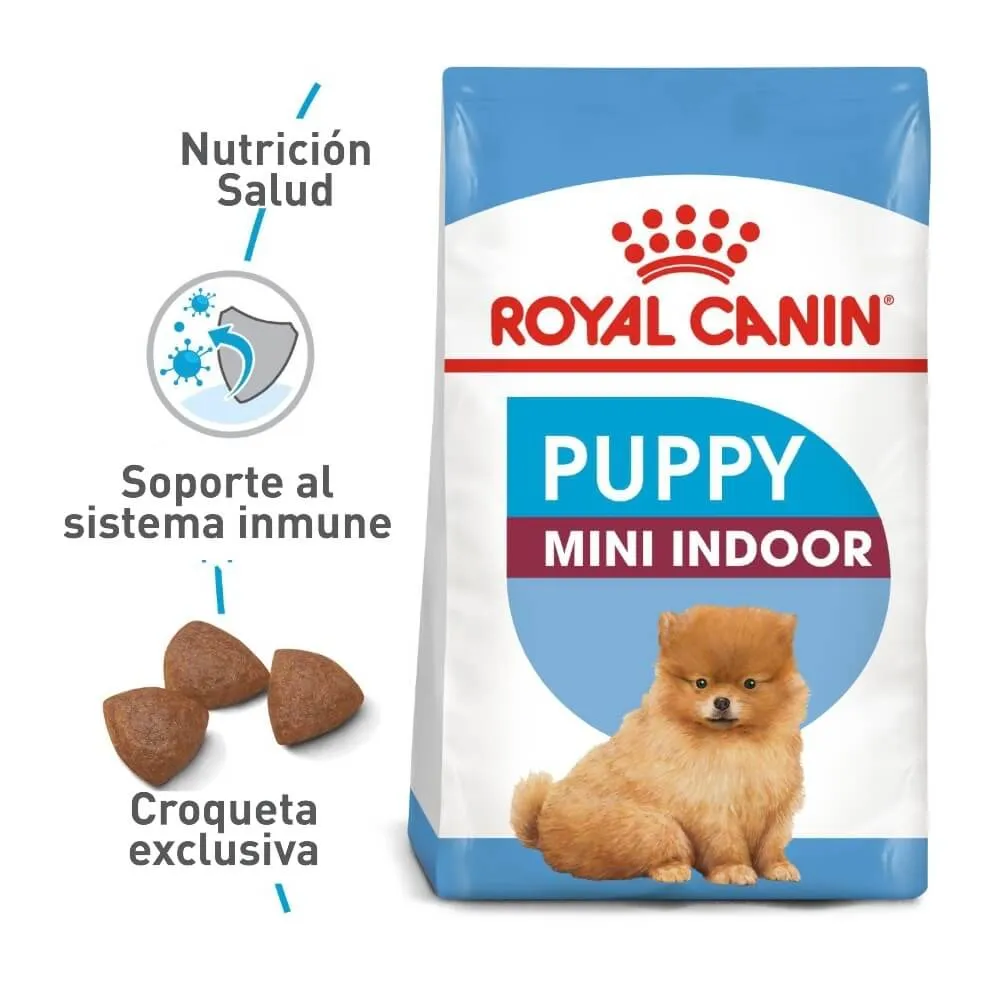 Nutrición
Salud
Soporte al
sistema inmune
Croqueta
exclusiva
ROYAL CANIN®
PUPPY
MINI INDOOR